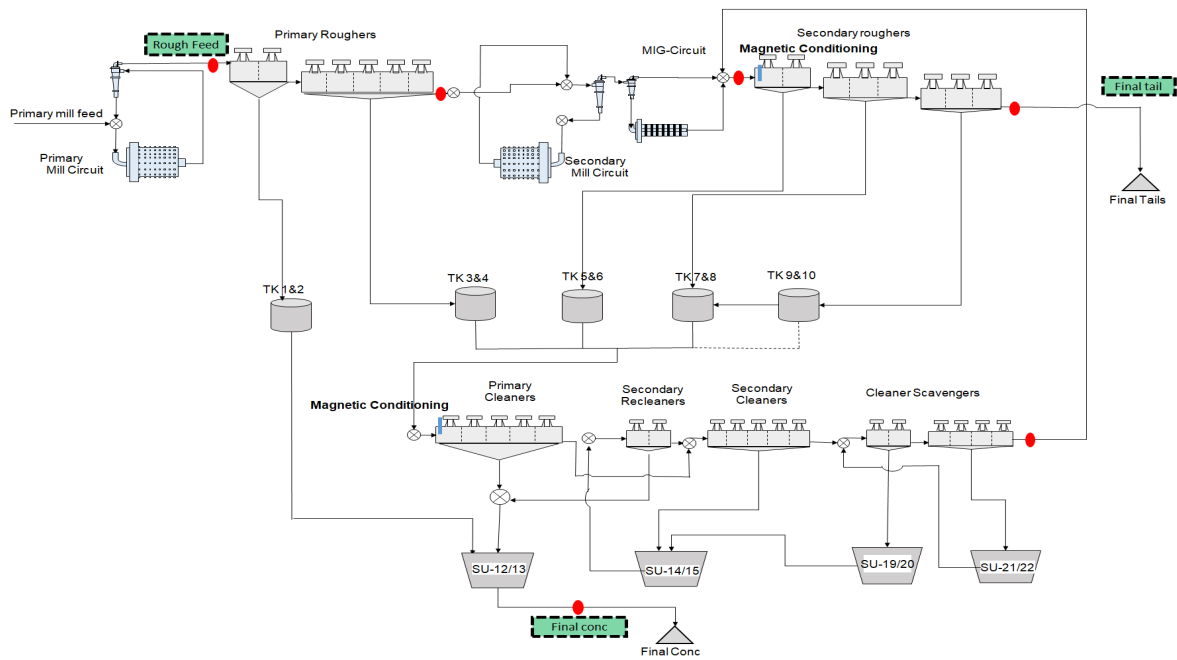 Rough Feed
Primary Roughers
MIG-Circuit
Secondary roughers
Magnetic Conditioning
Final tail
Primary mill feed
Primary
Mill Circuit
Secondary
Mill Circuit
Final Tails
TK 1&2
TK 3&4
TK 5&6
TK 7&8
TK 9&10
Magnetic Conditioning
Primary
Cleaners
Secondary
Recleaners
Secondary
Cleaners
Cleaner Scavengers
SU-12/13
SU-14/15
SU-19/20
SU-21/22
Final conc
Final Conc